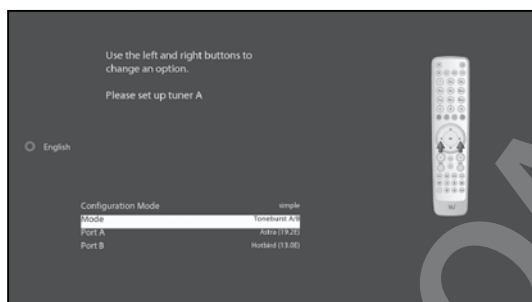 Use the left and right buttons to
change an option.
Please set up tuner A
English
Configuration Mode simple
Mode Toneburst A/B
Port A Astra (19.2E)
Port B Hotbird (13.0E)